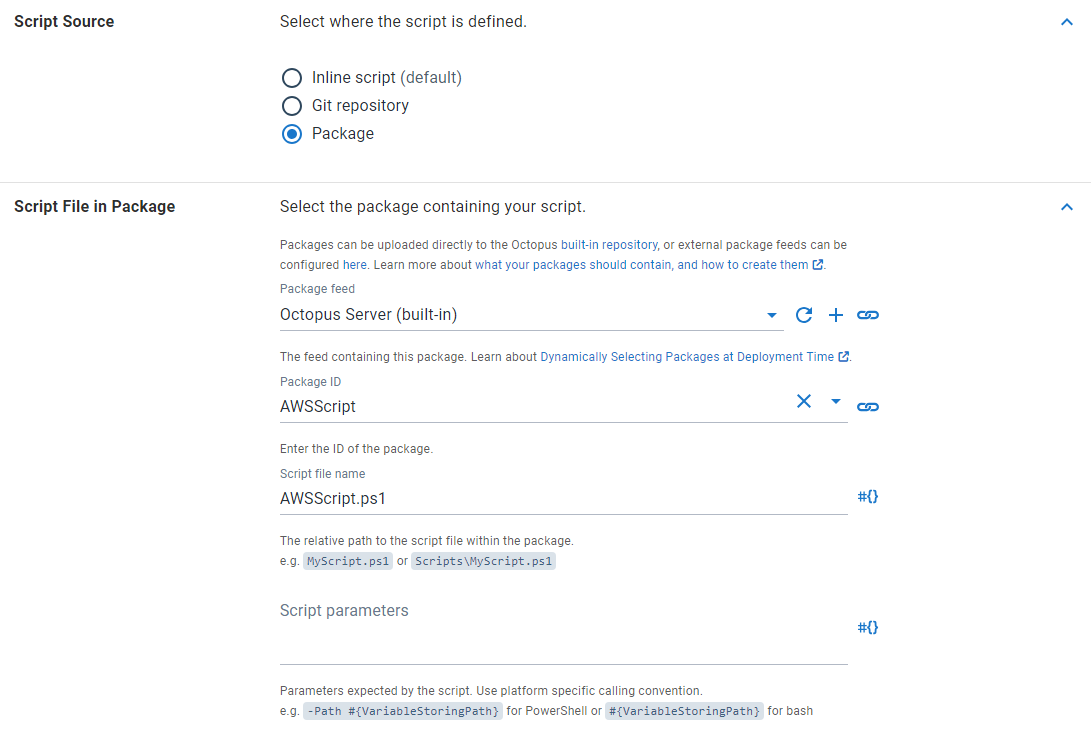 Script Source
Select where the script is defined.
Inline script (default)
Git repository
Package
Script File in Package
Select the package containing your script.
Packages can be uploaded directly to the Octopus built-in repository, or external package feeds can be
configured here. Learn more about what your packages should contain, and how to create them.
Package feed
Octopus Server (built-in)
The feed containing this package. Learn about Dynamically Selecting Packages at Deployment Time.
Package ID
AWSScript
Enter the ID of the package.
Script file name
AWSScript.ps1
#{}
The relative path to the script file within the package.
e.g. MyScript.ps1 or Scripts\MyScript.ps1
Script parameters
#{}
Parameters expected by the script. Use platform specific calling convention.
e.g. -Path #{VariableStoringPath} for PowerShell or #{VariableStoringPath} for bash